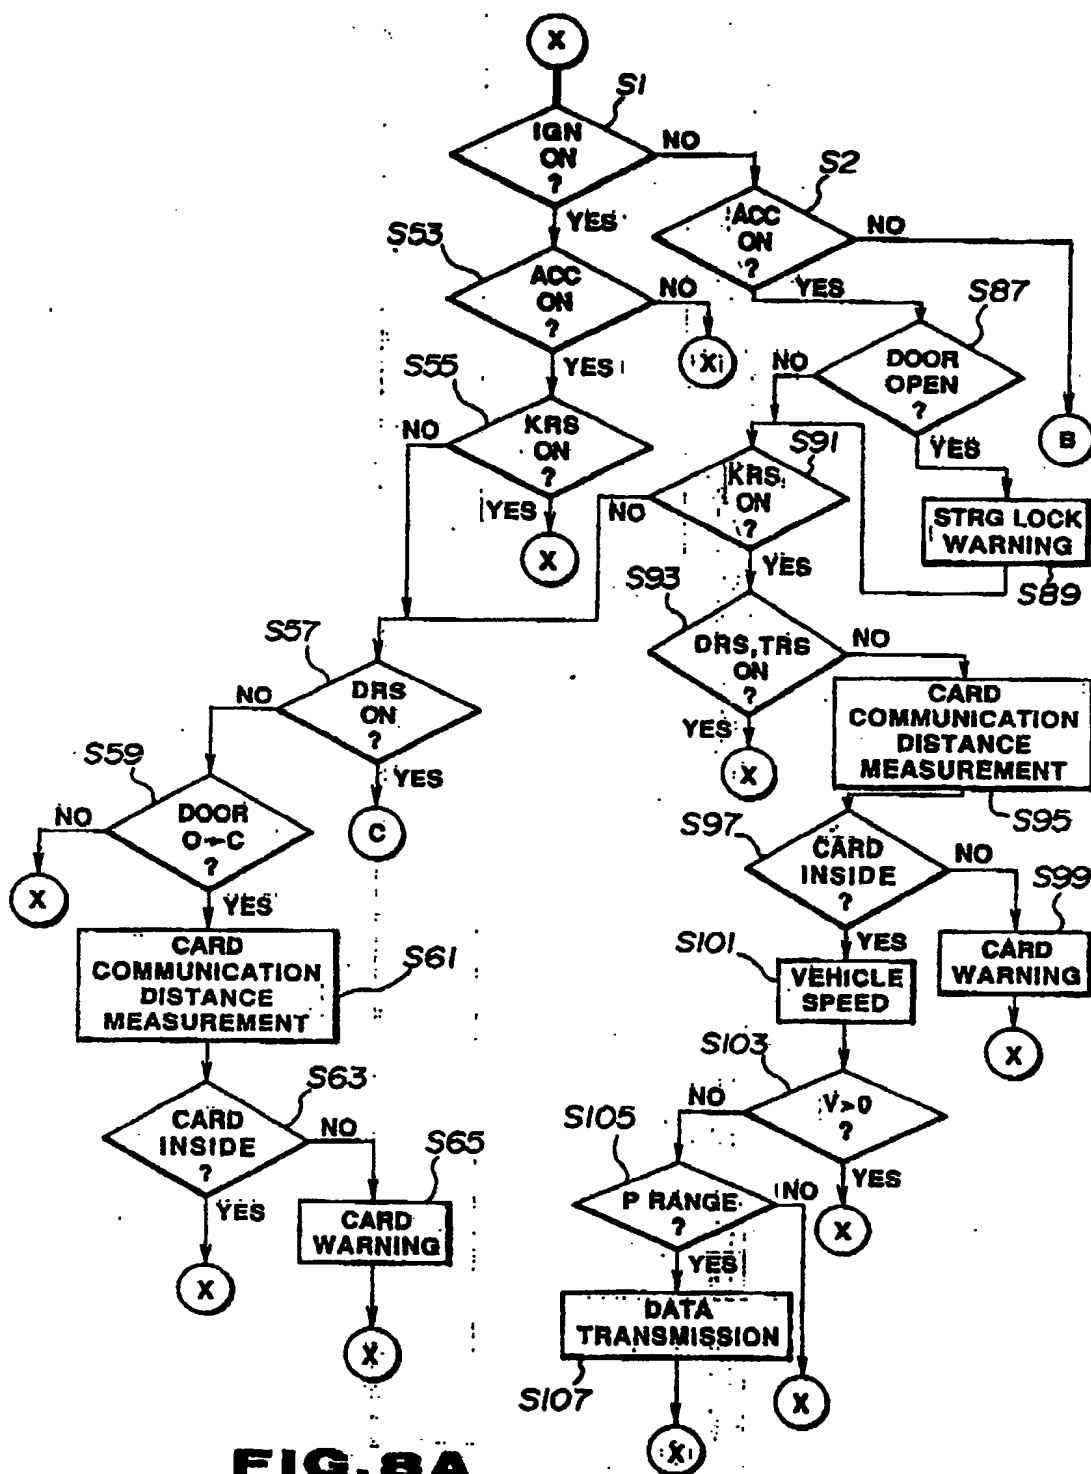 X
S1
IGN
ON
?
NO
YES
S2
ACC
ON
?
NO
YES
S53
ACC
ON
?
NO
X
YES
S87
DOOR
OPEN
?
NO
YES
B
S55
KRS
ON
?
NO
YES
X
S91
KRS
ON
?
NO
YES
STRG LOCK
WARNING
S89
S93
DRS, TRS
ON
?
NO
YES
X
S57
DRS
ON
?
NO
YES
C
CARD
COMMUNICATION
DISTANCE
MEASUREMENT
S95
S59
DOOR
O←C
?
NO
X
YES
S97
CARD
INSIDE
?
NO
YES
S99
CARD
WARNING
X
CARD
COMMUNICATION
DISTANCE
MEASUREMENT
S61
S101
VEHICLE
SPEED
S103
V>0
?
NO
YES
X
S63
CARD
INSIDE
?
NO
YES
X
S65
CARD
WARNING
X
S105
P RANGE
?
NO
YES
X
DATA
TRANSMISSION
S107
X
FIG.8A